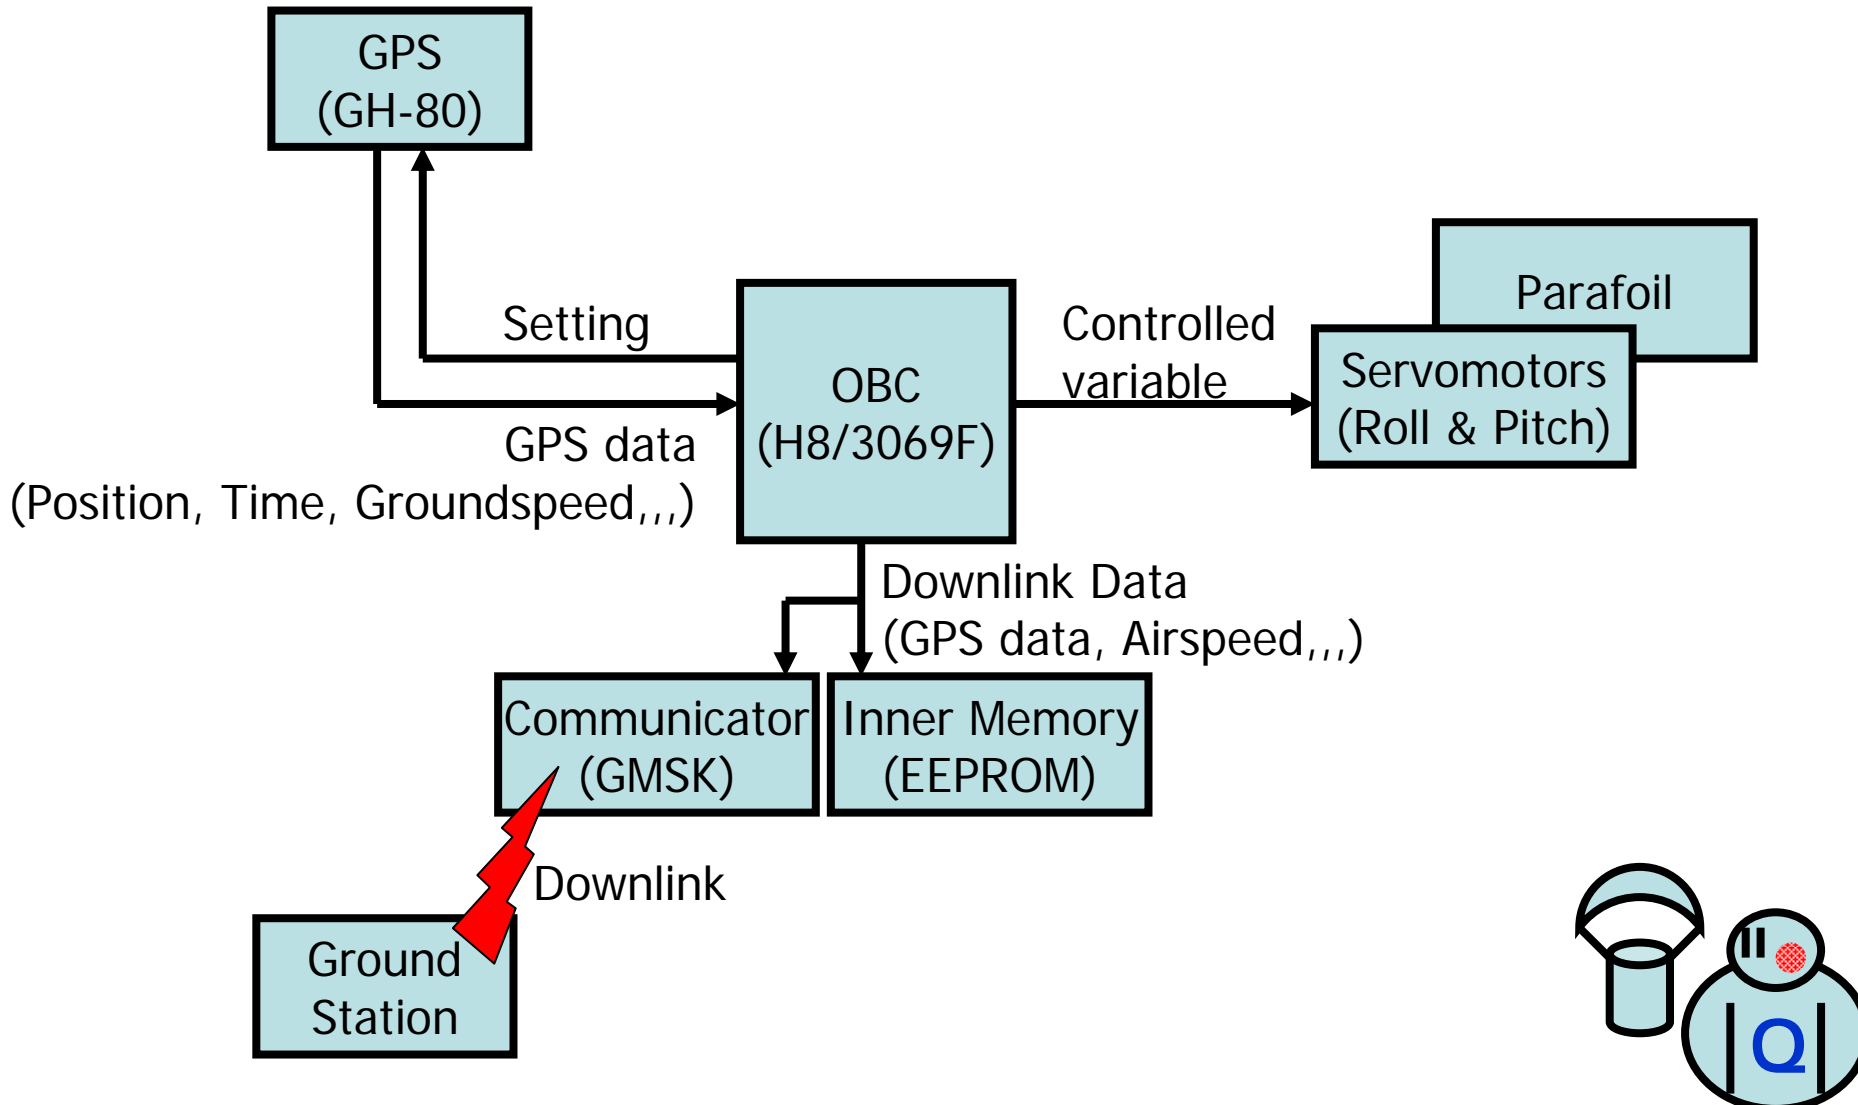 GPS
(GH-80)
Setting
GPS data
(Position, Time, Groundspeed,,,)
OBC
(H8/3069F)
Controlled
variable
Parafoil
Servomotors
(Roll & Pitch)
Downlink Data
(GPS data, Airspeed,,,)
Communicator
(GMSK)
Inner Memory
(EEPROM)
Downlink
Ground
Station
Q